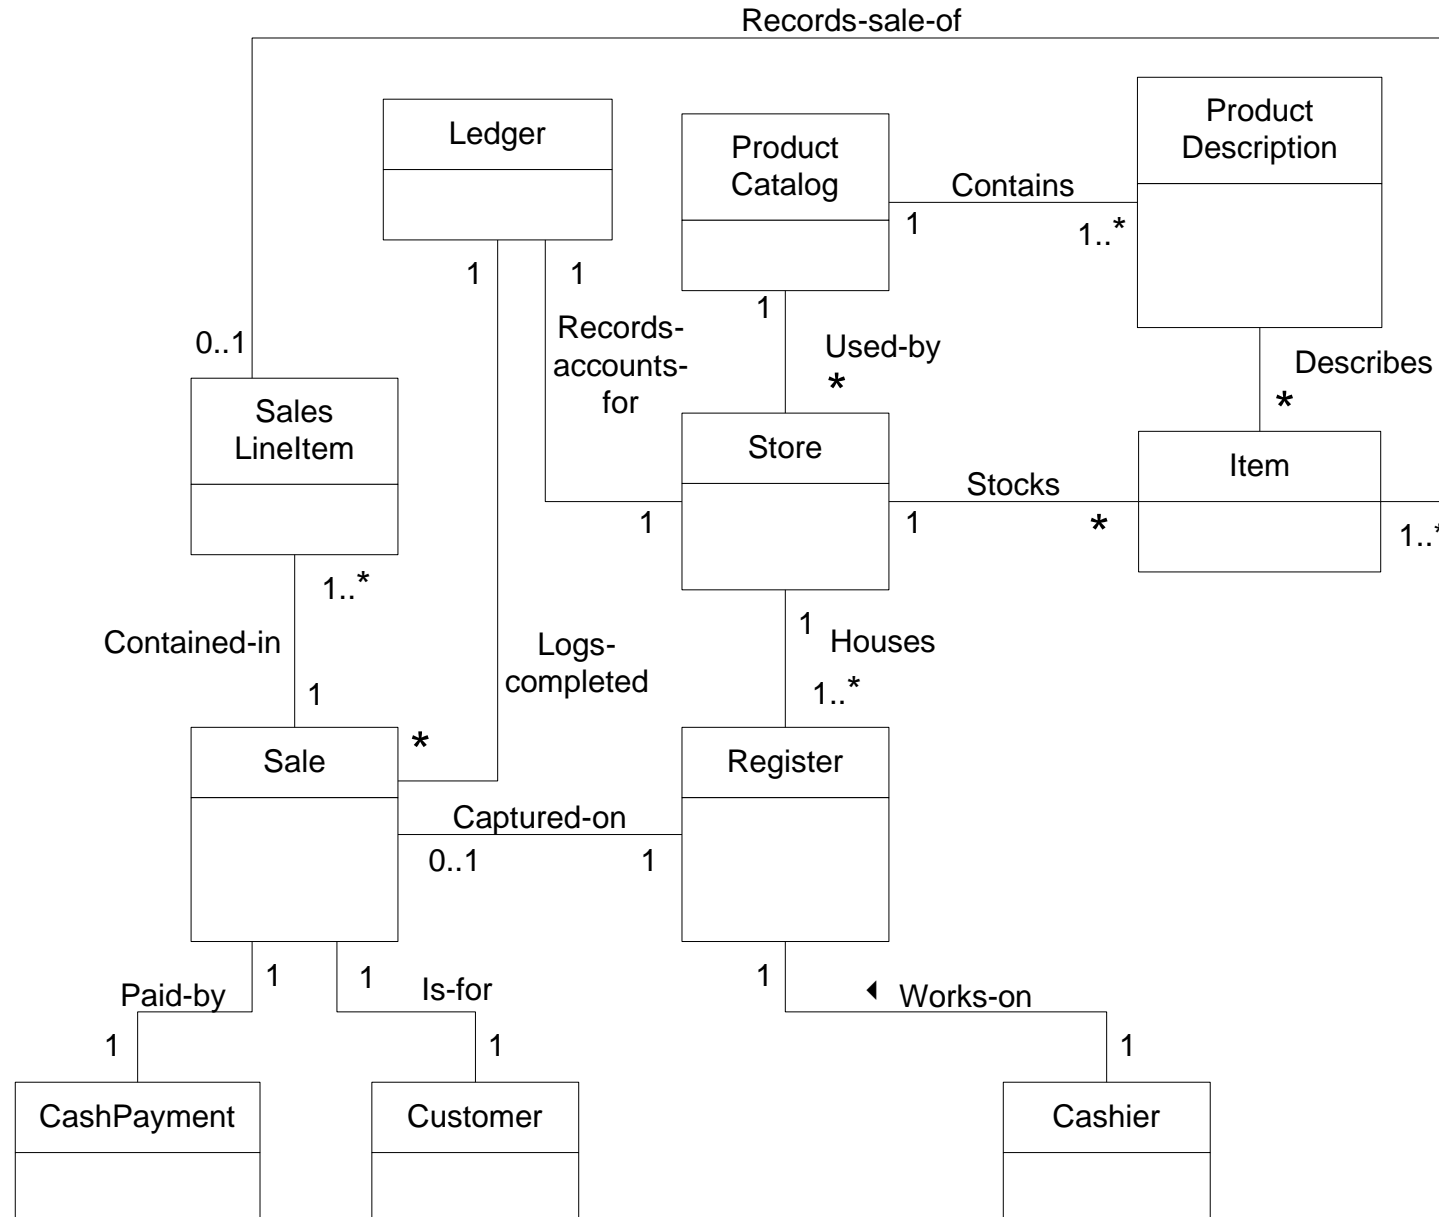 Records-sale-of
Ledger
Product
Catalog
Product
Description
Contains
1
1..*
1
1
1
Records-
accounts-
for
Used-by
*
Describes
*
0..1
Sales
LineItem
Store
Item
Stocks
1
1
*
1..*
1..*
Contained-in
1
Logs-
completed
*
1
Houses
1..*
Sale
Register
Captured-on
0..1
1
1
1
1
Paid-by
Is-for
Works-on
1
1
1
CashPayment
Customer
Cashier